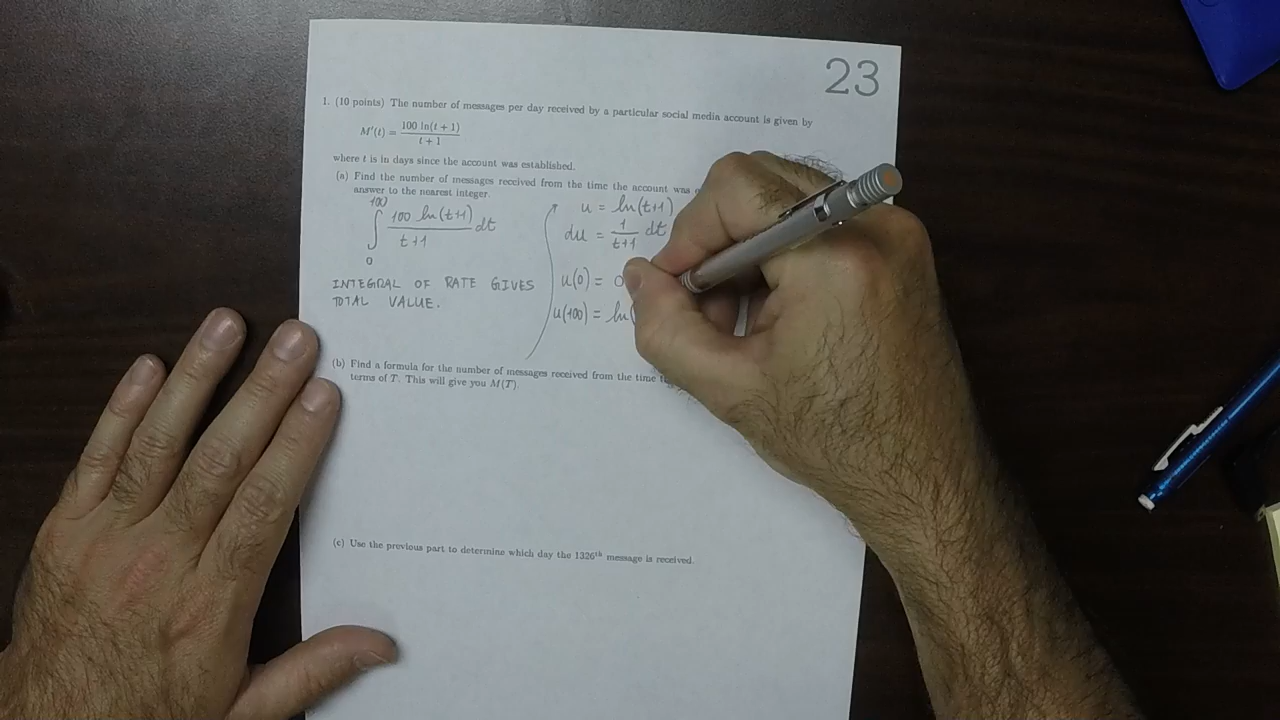 23
1. (10 points) The number of messages per day received by a particular social media account is given by
M'(t) = 100 ln(t + 1) / t + 1
where t is in days since the account was established.
(a) Find the number of messages received from the time the account was
answer to the nearest integer.
∫ 0 100 100 ln(t+1) / t+1 dt
INTEGRAL OF RATE GIVES
TOTAL VALUE.
u = ln(t+1)
du = 1 / t+1 dt
u(0) = 0
u(100) = ln(
(b) Find a formula for the number of messages received from the time
terms of T. This will give you M(T).
(c) Use the previous part to determine which day the 1326th message is received.